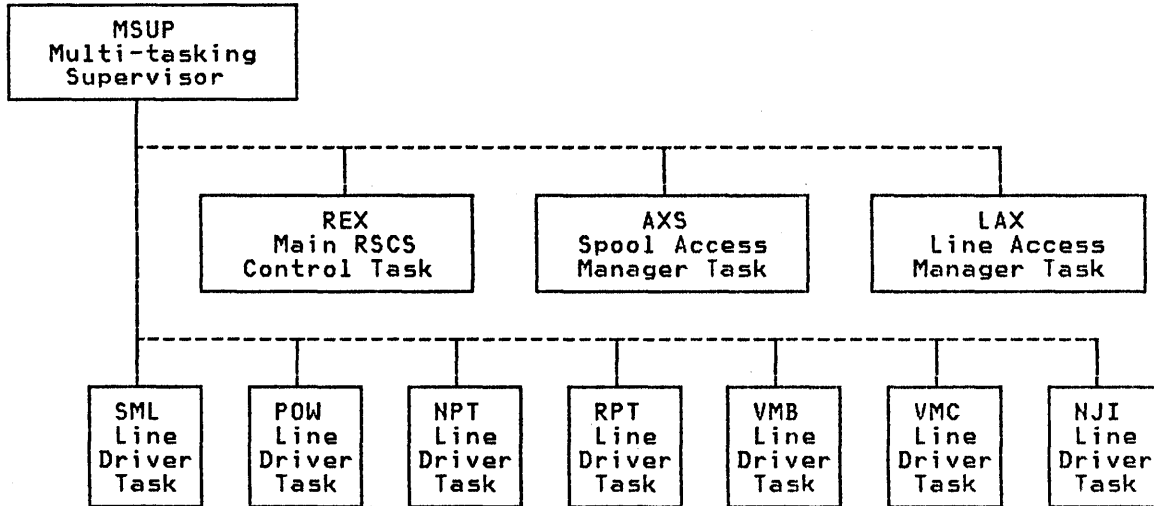 MSUP
Multi-tasking
Supervisor
REX
Main RSCS
Control Task
AXS
Spool Access
Manager Task
LAX
Line Access
Manager Task
SML
Line
Driver
Task
POW
Line
Driver
Task
NPT
Line
Driver
Task
RPT
Line
Driver
Task
VMB
Line
Driver
Task
VMC
Line
Driver
Task
NJI
Line
Driver
Task